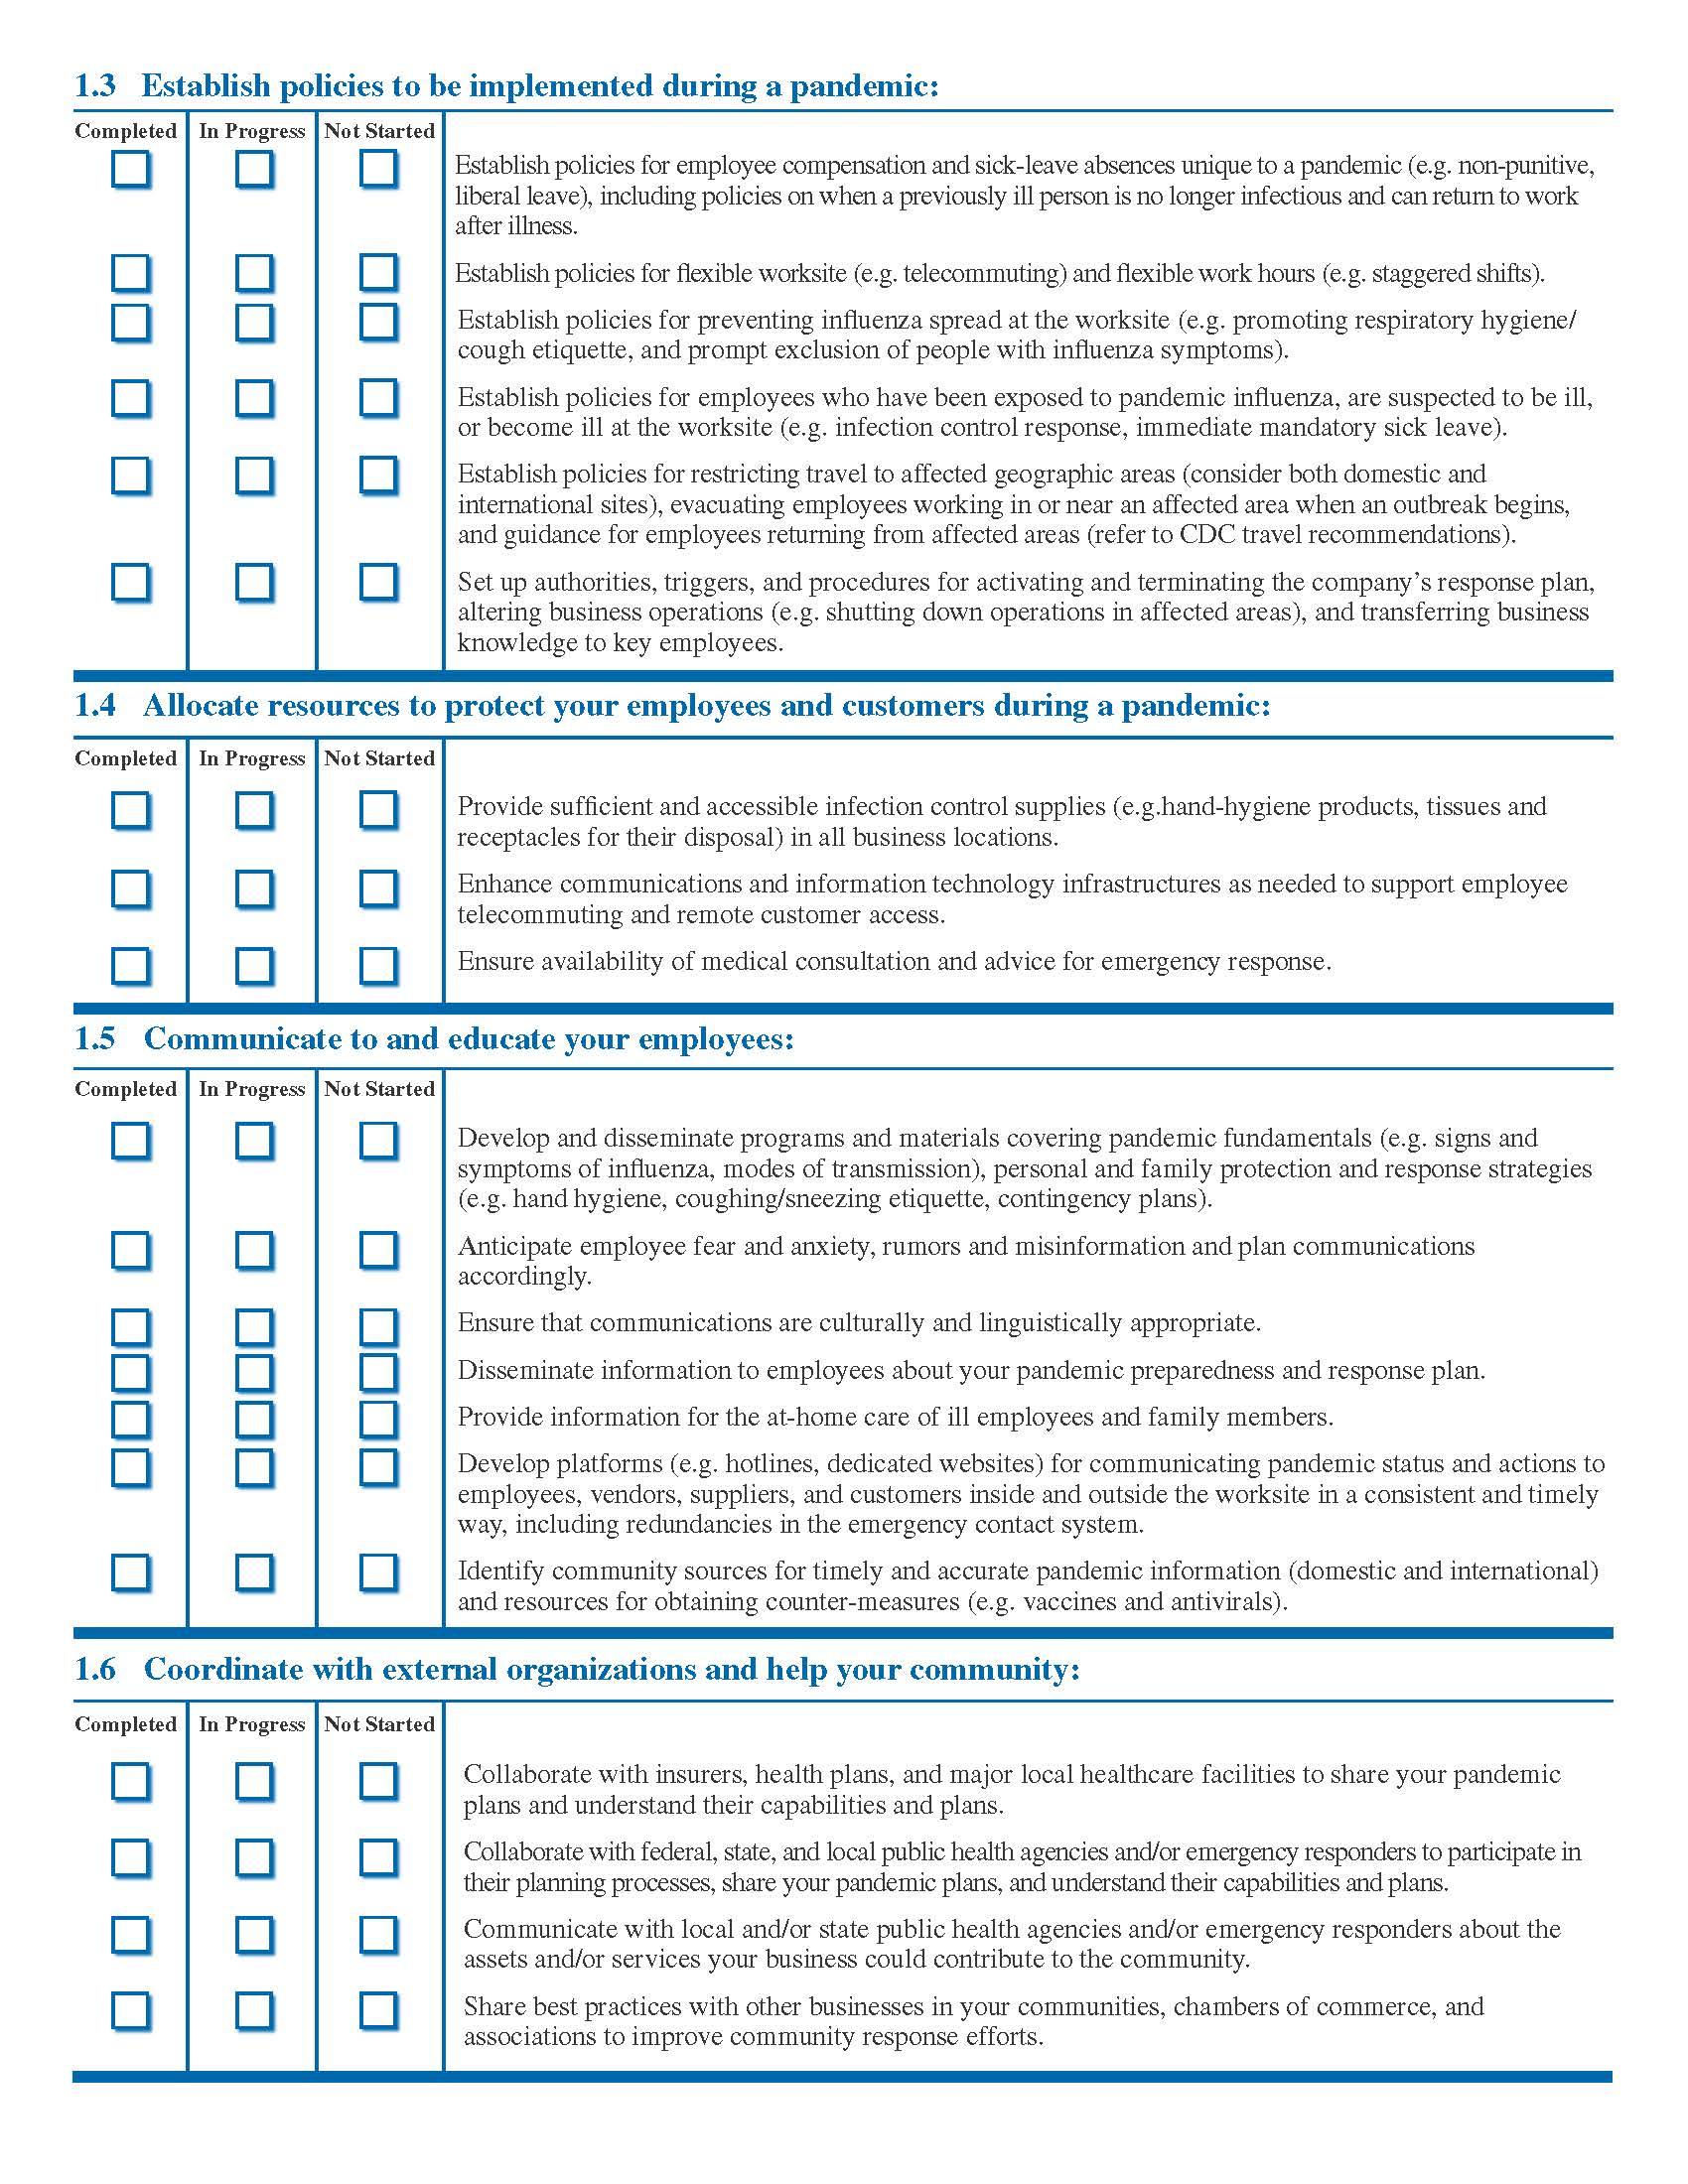 1.3 Establish policies to be implemented during a pandemic:
Completed In Progress Not Started
Establish policies for employee compensation and sick-leave absences unique to a pandemic (e.g. non-punitive,
liberal leave), including policies on when a previously ill person is no longer infectious and can return to work
after illness.
Establish policies for flexible worksite (e.g. telecommuting) and flexible work hours (e.g. staggered shifts).
Establish policies for preventing influenza spread at the worksite (e.g. promoting respiratory hygiene/
cough etiquette, and prompt exclusion of people with influenza symptoms).
Establish policies for employees who have been exposed to pandemic influenza, are suspected to be ill,
or become ill at the worksite (e.g. infection control response, immediate mandatory sick leave).
Establish policies for restricting travel to affected geographic areas (consider both domestic and
international sites), evacuating employees working in or near an affected area when an outbreak begins,
and guidance for employees returning from affected areas (refer to CDC travel recommendations).
Set up authorities, triggers, and procedures for activating and terminating the company’s response plan,
altering business operations (e.g. shutting down operations in affected areas), and transferring business
knowledge to key employees.
1.4 Allocate resources to protect your employees and customers during a pandemic:
Completed In Progress Not Started
Provide sufficient and accessible infection control supplies (e.g.hand-hygiene products, tissues and
receptacles for their disposal) in all business locations.
Enhance communications and information technology infrastructures as needed to support employee
telecommuting and remote customer access.
Ensure availability of medical consultation and advice for emergency response.
1.5 Communicate to and educate your employees:
Completed In Progress Not Started
Develop and disseminate programs and materials covering pandemic fundamentals (e.g. signs and
symptoms of influenza, modes of transmission), personal and family protection and response strategies
(e.g. hand hygiene, coughing/sneezing etiquette, contingency plans).
Anticipate employee fear and anxiety, rumors and misinformation and plan communications
accordingly.
Ensure that communications are culturally and linguistically appropriate.
Disseminate information to employees about your pandemic preparedness and response plan.
Provide information for the at-home care of ill employees and family members.
Develop platforms (e.g. hotlines, dedicated websites) for communicating pandemic status and actions to
employees, vendors, suppliers, and customers inside and outside the worksite in a consistent and timely
way, including redundancies in the emergency contact system.
Identify community sources for timely and accurate pandemic information (domestic and international)
and resources for obtaining counter-measures (e.g. vaccines and antivirals).
1.6 Coordinate with external organizations and help your community:
Completed In Progress Not Started
Collaborate with insurers, health plans, and major local healthcare facilities to share your pandemic
plans and understand their capabilities and plans.
Collaborate with federal, state, and local public health agencies and/or emergency responders to participate in
their planning processes, share your pandemic plans, and understand their capabilities and plans.
Communicate with local and/or state public health agencies and/or emergency responders about the
assets and/or services your business could contribute to the community.
Share best practices with other businesses in your communities, chambers of commerce, and
associations to improve community response efforts.